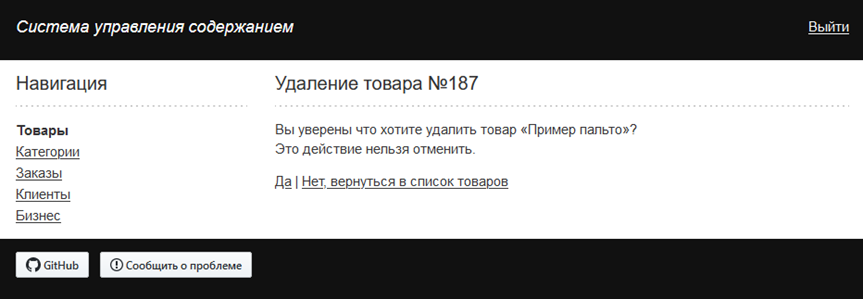 Система управления содержанием
Выйти
Навигация
Товары
Категории
Заказы
Клиенты
Бизнес
Удаление товара №187
Вы уверены что хотите удалить товар «Пример пальто»?
Это действие нельзя отменить.
Да | Нет, вернуться в список товаров
GitHub
Сообщить о проблеме